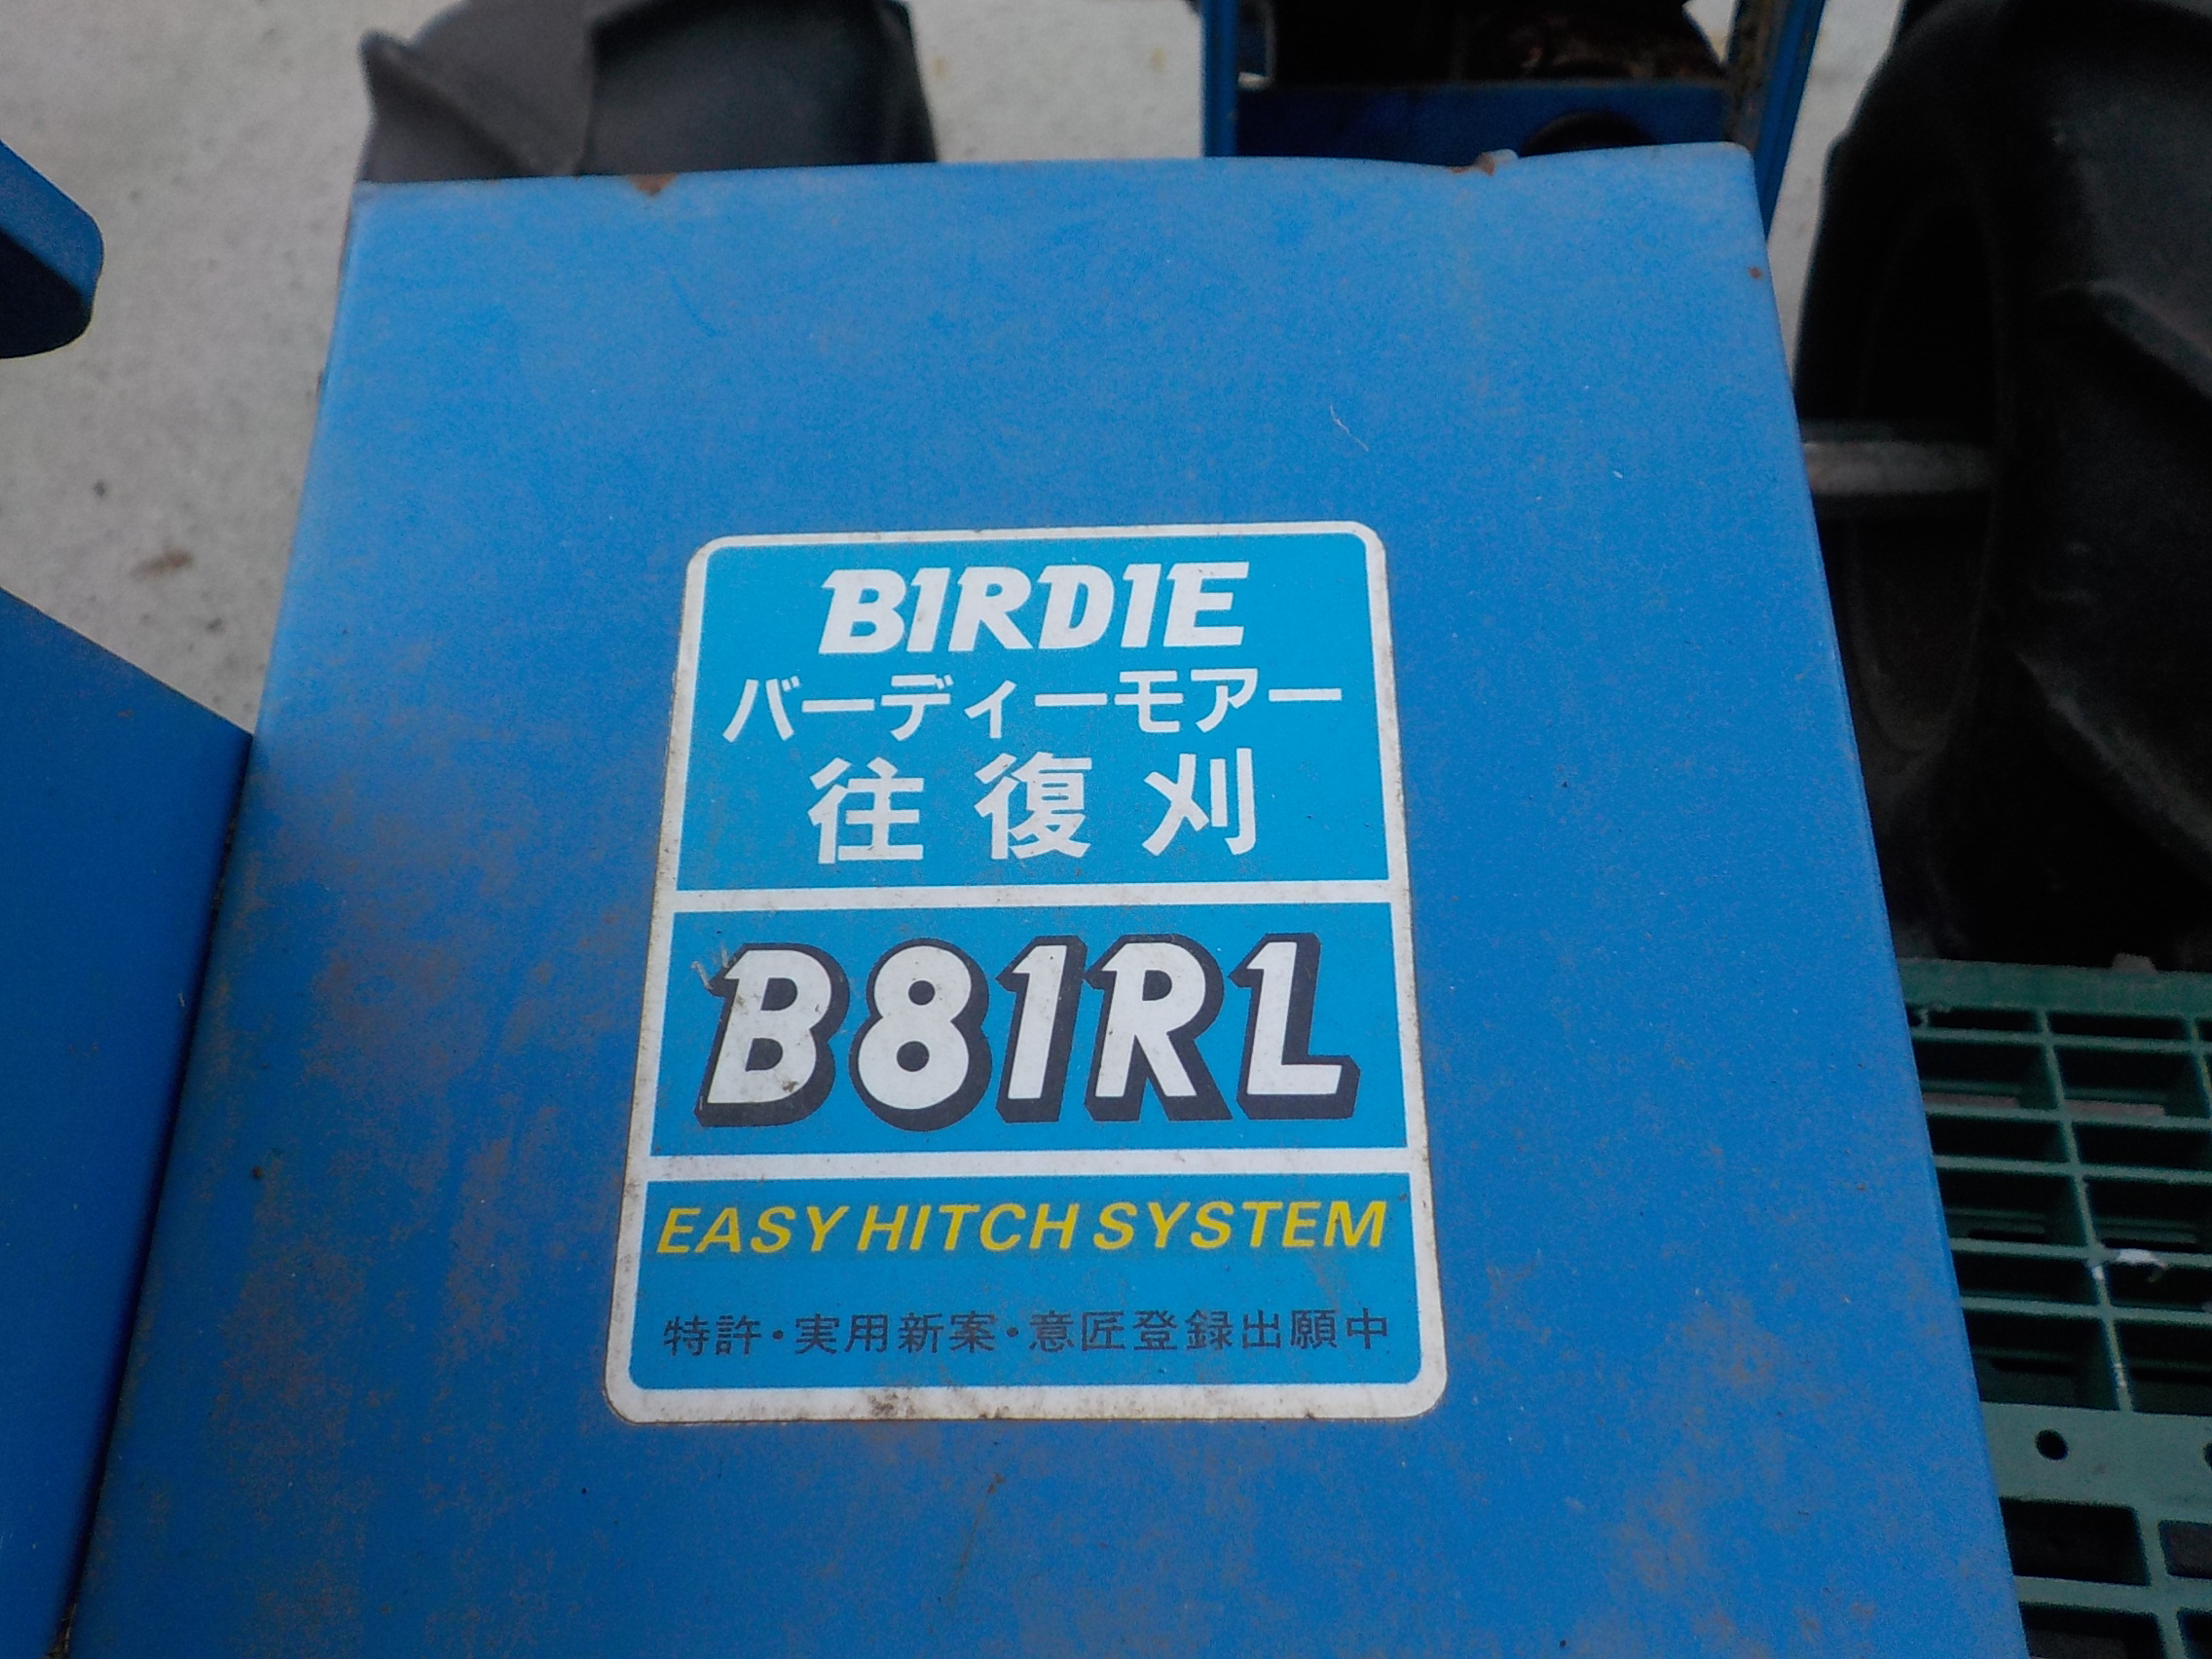 BIRDIE
バーディーモアー
往復刈
B81RL
EASY HITCH SYSTEM
特許・実用新案・意匠登録出願中